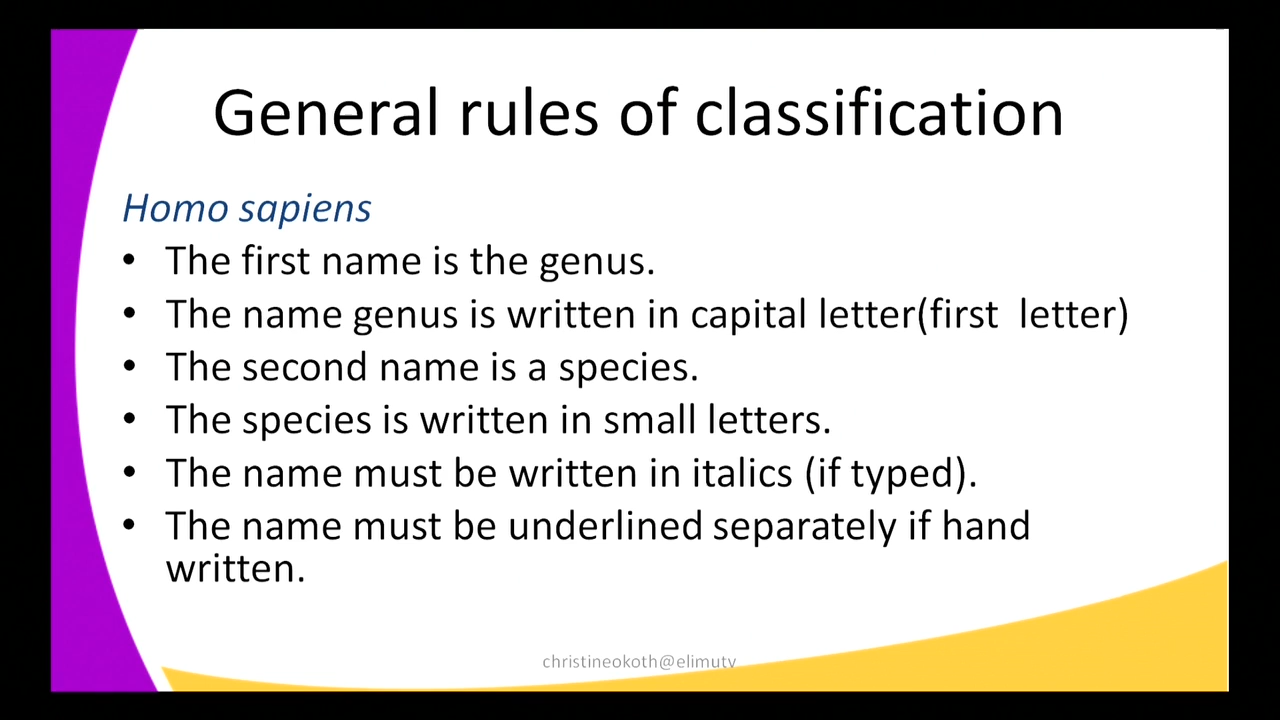 General rules of classification
Homo sapiens
• The first name is the genus.
• The name genus is written in capital letter(first  letter)
• The second name is a species.
• The species is written in small letters.
• The name must be written in italics (if typed).
• The name must be underlined separately if hand
written.
christineokoth@elimutv